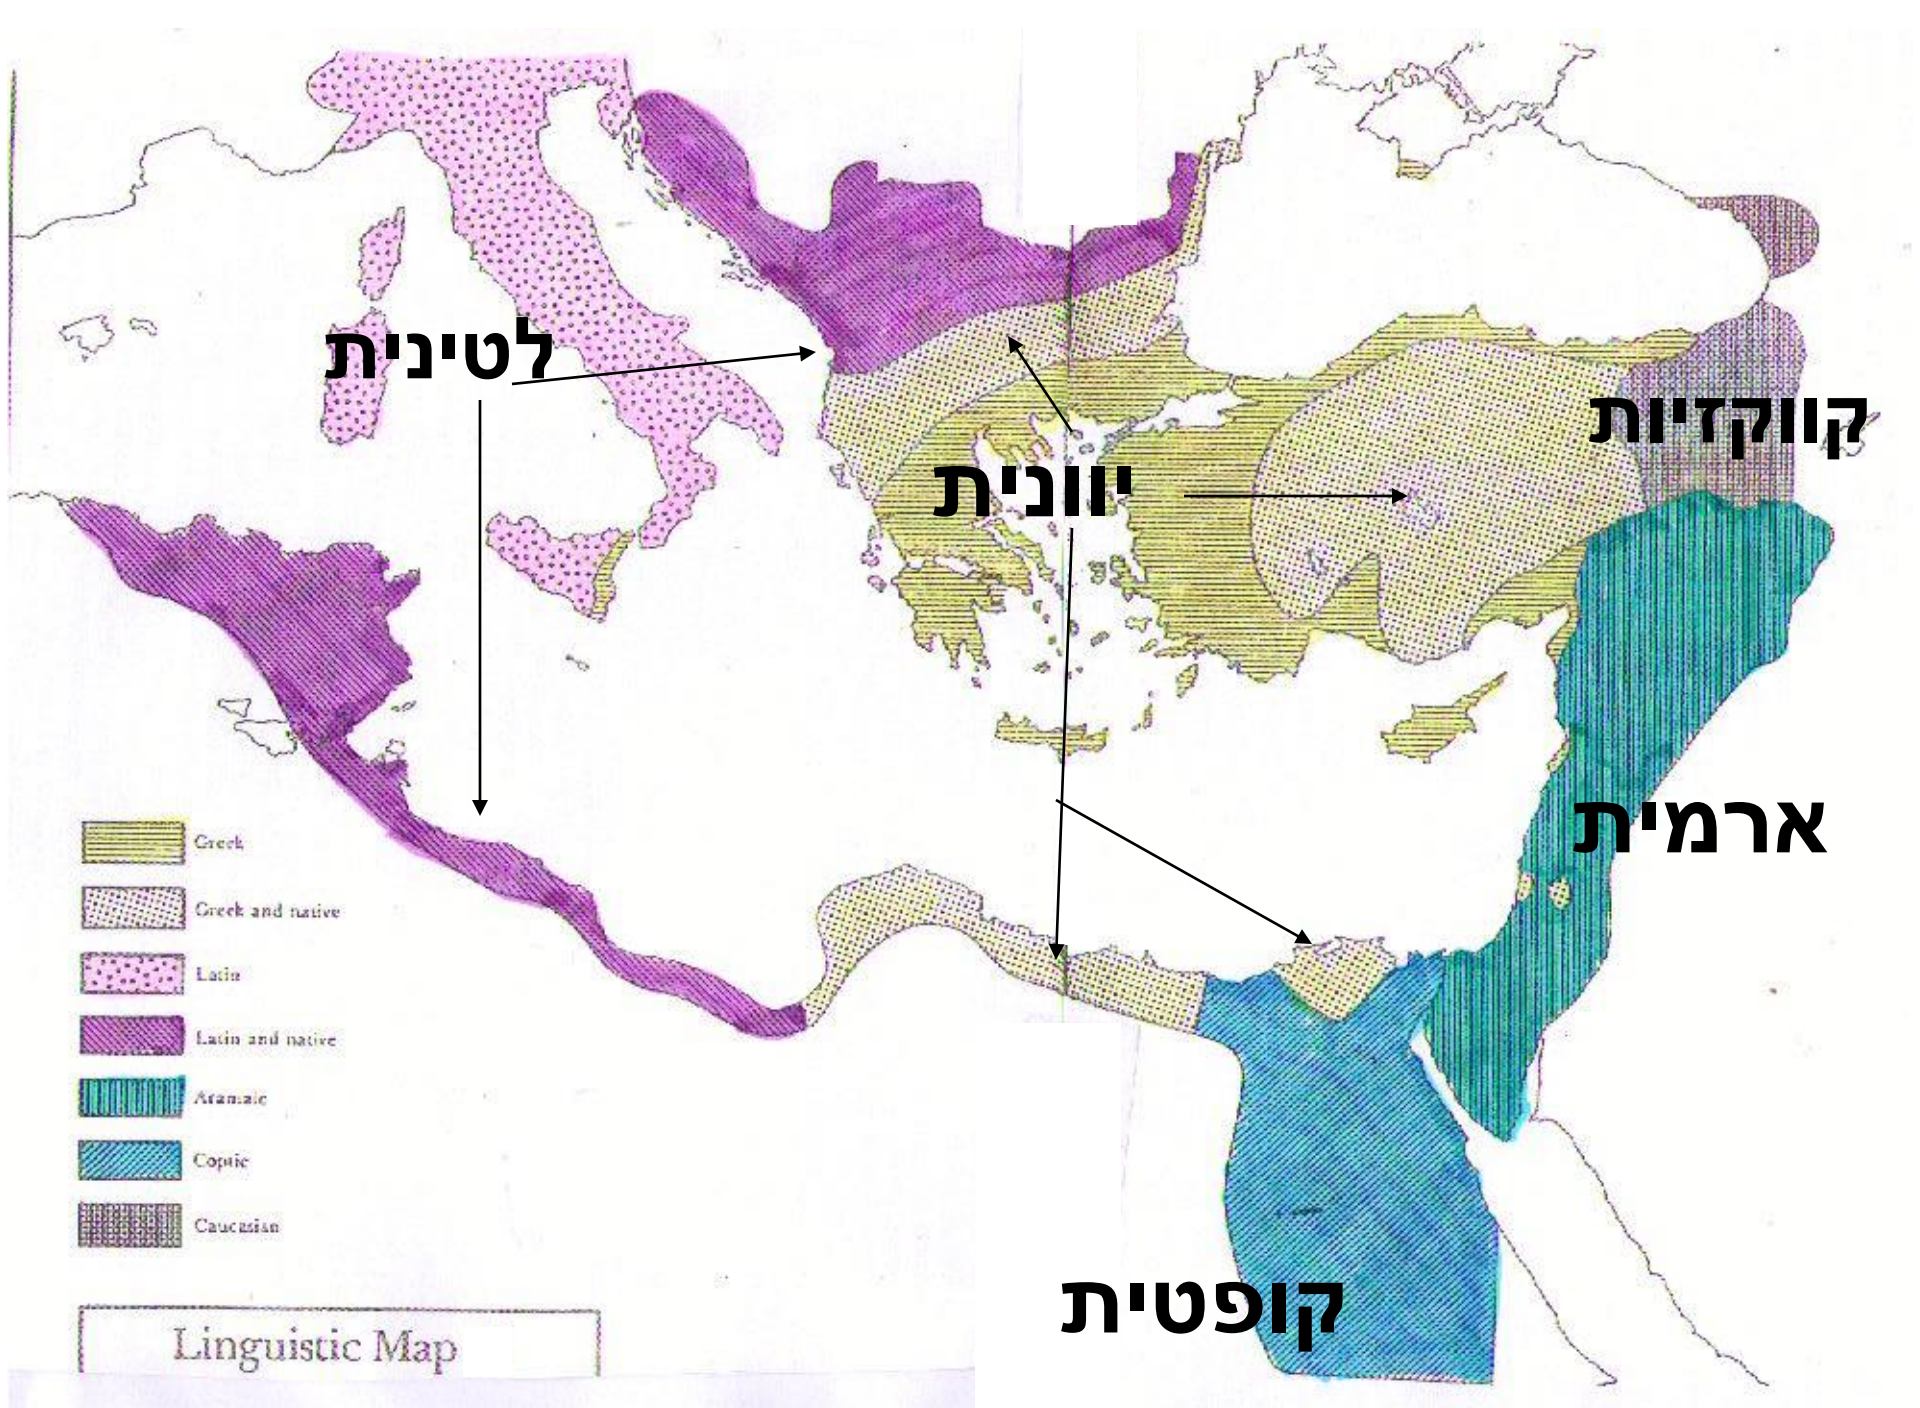 לטינית
קווקזיות
יוונית
ארמית
Greek
Greek and native
Latin
Latin and native
Aramaic
Coptic
Caucasian
קופטית
Linguistic Map